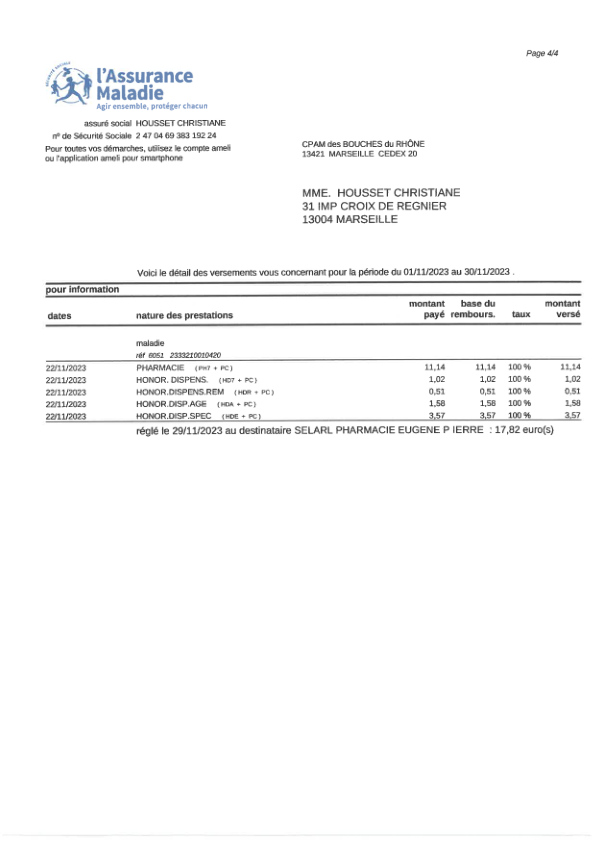 Page 4/4
SÉCURITÉ SOCIALE
l'Assurance
Maladie
Agir ensemble, protéger chacun
assuré social HOUSSET CHRISTIANE
nº de Sécurité Sociale 2 47 04 69 383 192 24
Pour toutes vos démarches, utilisez le compte ameli
ou l'application ameli pour smartphone
CPAM des BOUCHES du RHÔNE
13421 MARSEILLE CEDEX 20
MME. HOUSSET CHRISTIANE
31 IMP CROIX DE REGNIER
13004 MARSEILLE
Voici le détail des versements vous concernant pour la période du 01/11/2023 au 30/11/2023 .
pour information
dates nature des prestations montant payé base du rembours. taux montant versé
maladie
réf 6051 2333210010420
22/11/2023 PHARMACIE (PH7 + PC) 11,14 11,14 100 % 11,14
22/11/2023 HONOR. DISPENS. (HD7 + PC) 1,02 1,02 100 % 1,02
22/11/2023 HONOR.DISPENS.REM (HDR + PC) 0,51 0,51 100 % 0,51
22/11/2023 HONOR.DISP.AGE (HDA + PC) 1,58 1,58 100 % 1,58
22/11/2023 HONOR.DISP.SPEC (HDE + PC) 3,57 3,57 100 % 3,57
réglé le 29/11/2023 au destinataire SELARL PHARMACIE EUGENE P IERRE : 17,82 euro(s)